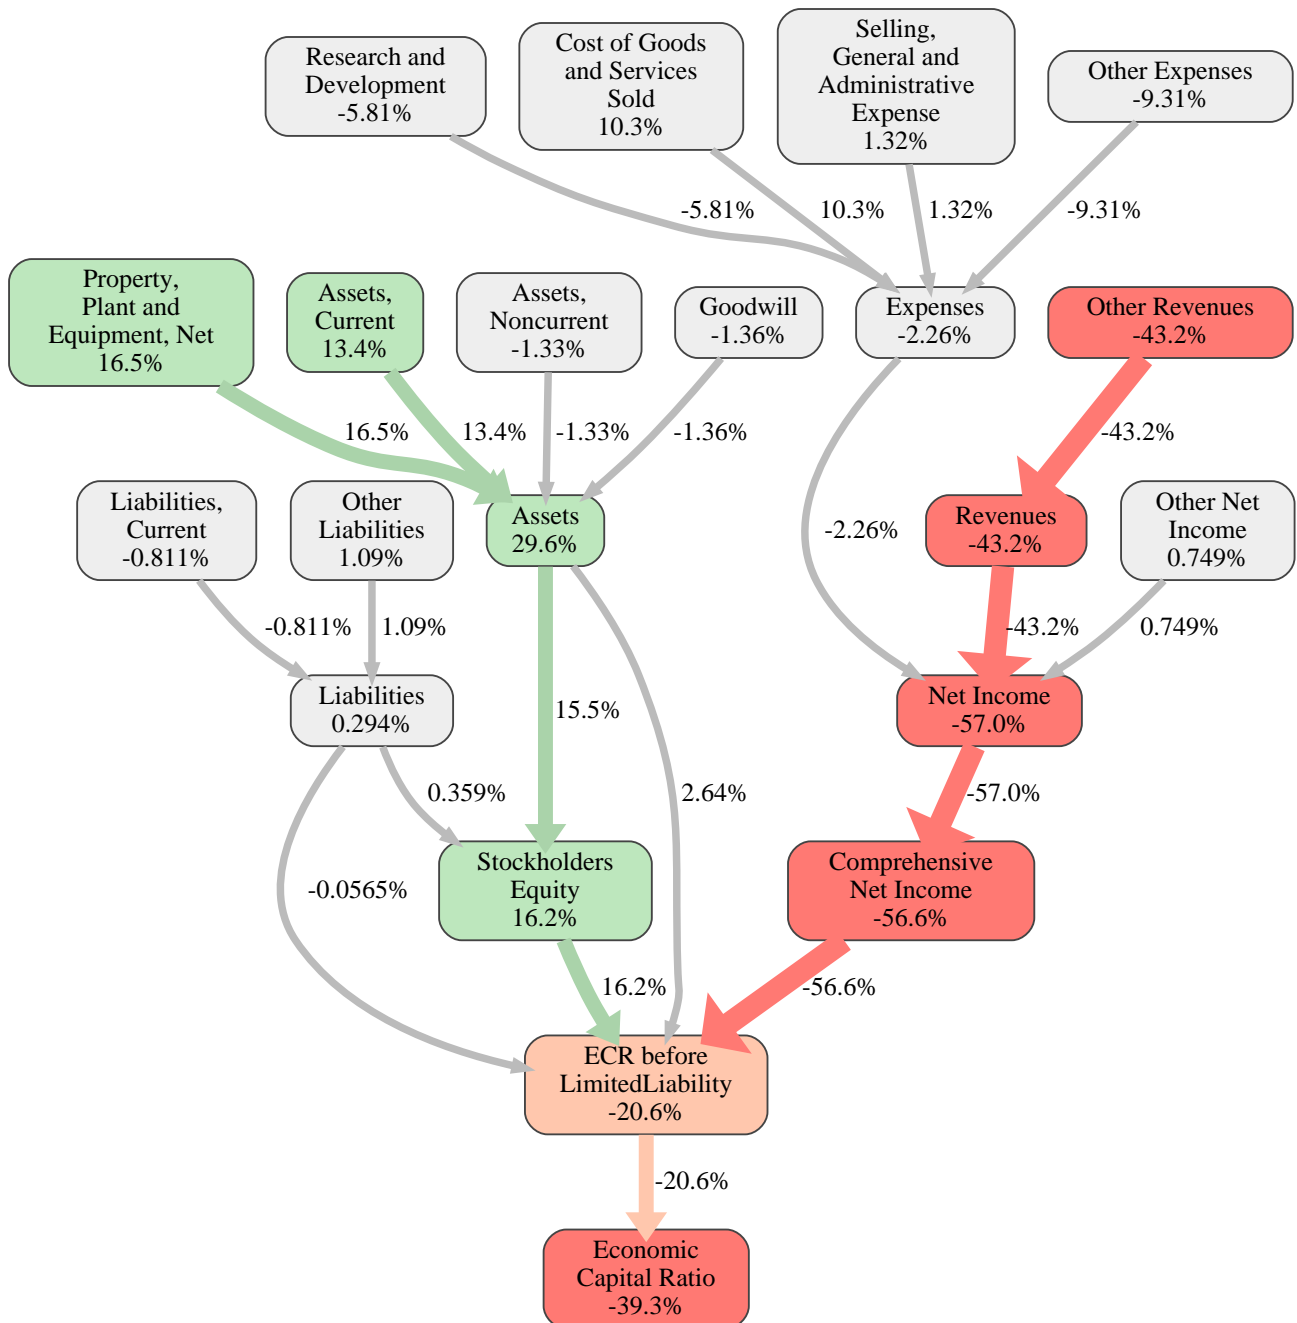 Research and
Development
-5.81%
Cost of Goods
and Services
Sold
10.3%
Selling,
General and
Administrative
Expense
1.32%
Other Expenses
-9.31%
-5.81%
10.3%
1.32%
-9.31%
Property,
Plant and
Equipment, Net
16.5%
Assets,
Current
13.4%
Assets,
Noncurrent
-1.33%
Goodwill
-1.36%
Expenses
-2.26%
Other Revenues
-43.2%
16.5%
13.4%
-1.33%
-1.36%
-43.2%
Liabilities,
Current
-0.811%
Other
Liabilities
1.09%
Assets
29.6%
-2.26%
Revenues
-43.2%
Other Net
Income
0.749%
-0.811%
1.09%
-43.2%
0.749%
Liabilities
0.294%
15.5%
Net Income
-57.0%
0.359%
2.64%
-57.0%
-0.0565%
Stockholders
Equity
16.2%
Comprehensive
Net Income
-56.6%
16.2%
-56.6%
ECR before
LimitedLiability
-20.6%
-20.6%
Economic
Capital Ratio
-39.3%